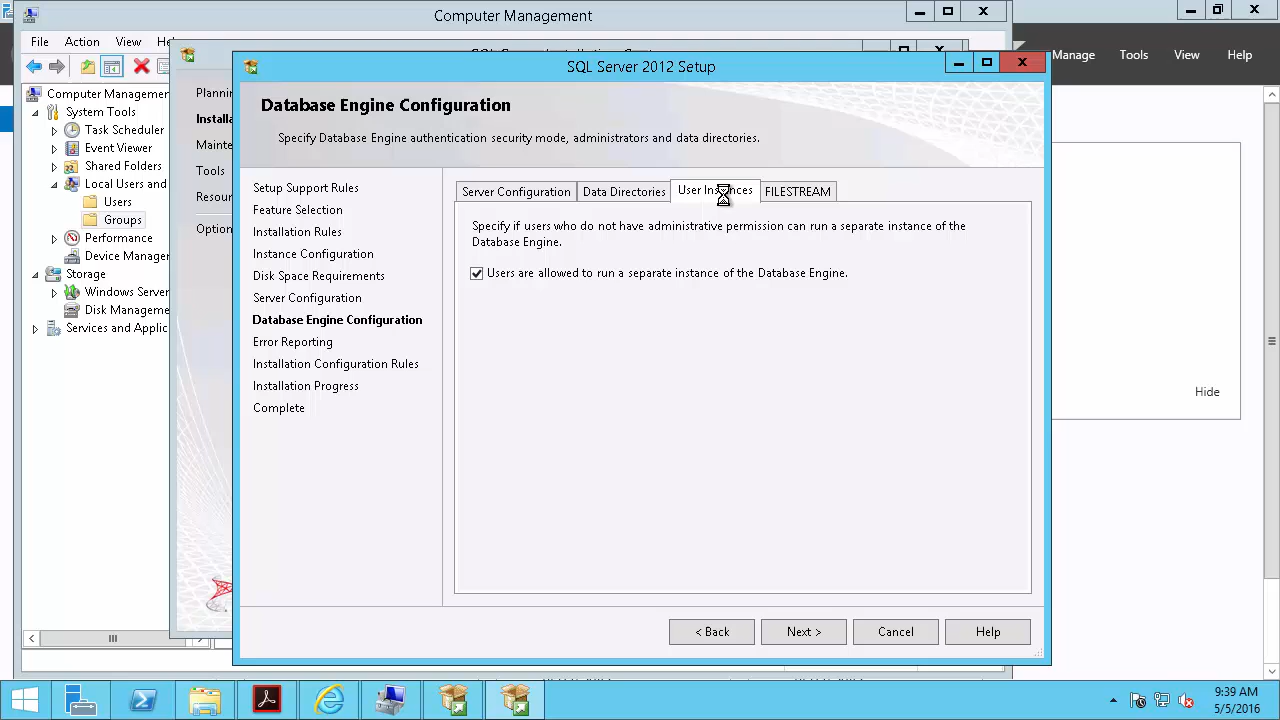 Computer Management
File Action View
Manage Tools View Help
SQL Server 2012 Setup
Computer Management
System Tools
Task Scheduler
Event Viewer
Shared Folders
Local Users and
Users
Groups
Performance
Device Manager
Storage
Windows Server
Disk Manageme
Services and Applic
Installa
Mainte
Tools
Resour
Option
Database Engine Configuration
Specify Database Engine authentication security mode, administrators and data directories.
Setup Support Rules
Feature Selection
Installation Rules
Instance Configuration
Disk Space Requirements
Server Configuration
Database Engine Configuration
Error Reporting
Installation Configuration Rules
Installation Progress
Complete
Server Configuration Data Directories User Instances FILESTREAM
Specify if users who do not have administrative permission can run a separate instance of the
Database Engine.
Users are allowed to run a separate instance of the Database Engine.
Hide
< Back Next > Cancel Help
9:39 AM
5/5/2016